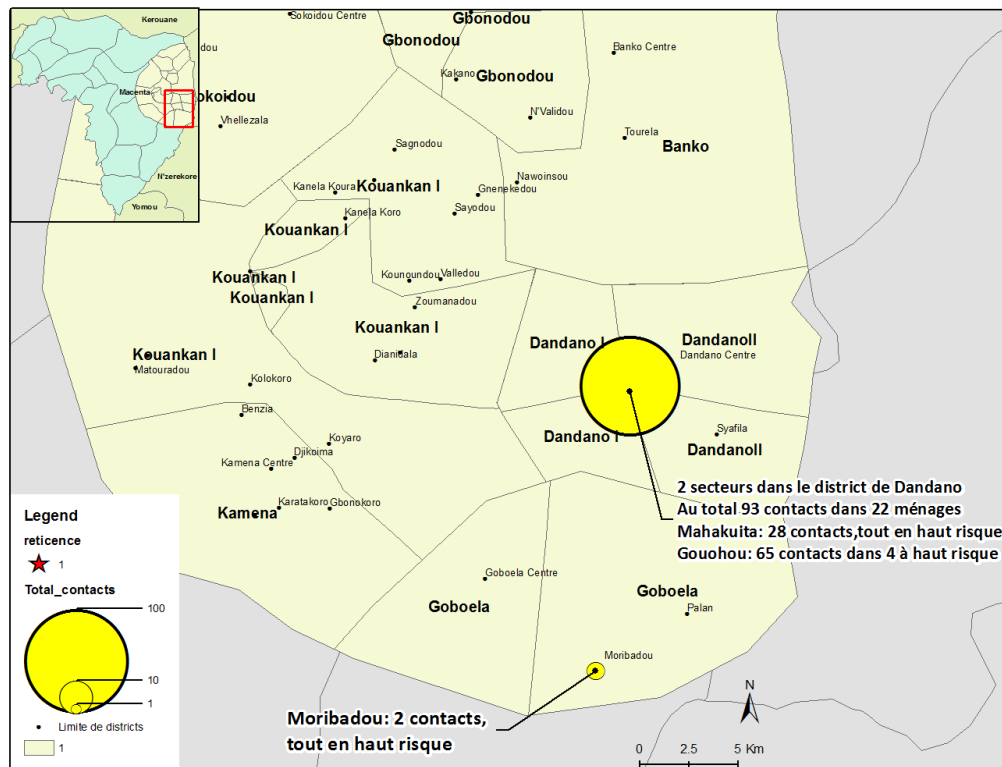 Kerouane
Macenta
N'zerekore
Yomou
Sokoidou Centre
Gbonodou
Gbonodou
Banko Centre
dou
Kakano
Gbonodou
okoidou
Vhellezala
N'Validou
Tourela
Banko
Sagnodou
Kouankan I
Nawoinsou
Kanela Koura
Gnenekedou
Kanela Koro
Sayodou
Kouankan I
Kouankan I
Kounoundou
Valledou
Kouankan I
Zoumanadou
Kouankan I
Dandano I
DandanoII
Dandano Centre
Kouankan I
Matouradou
Kolokoro
Benzia
Dandano I
Syafila
DandanoII
Koyaro
Djikoima
Kamena Centre
Karatakoro
Gbonokoro
Kamena
2 secteurs dans le district de Dandano
Au total 93 contacts dans 22 ménages
Mahakuita: 28 contacts,tout en haut risque
Gouohou: 65 contacts dans 4 à haut risque
Goboela Centre
Goboela
Goboela
Palan
Moribadou
Moribadou: 2 contacts,
tout en haut risque
Legend
reticence
1
Total_contacts
100
10
1
Limite de districts
1
N
0 2.5 5 Km